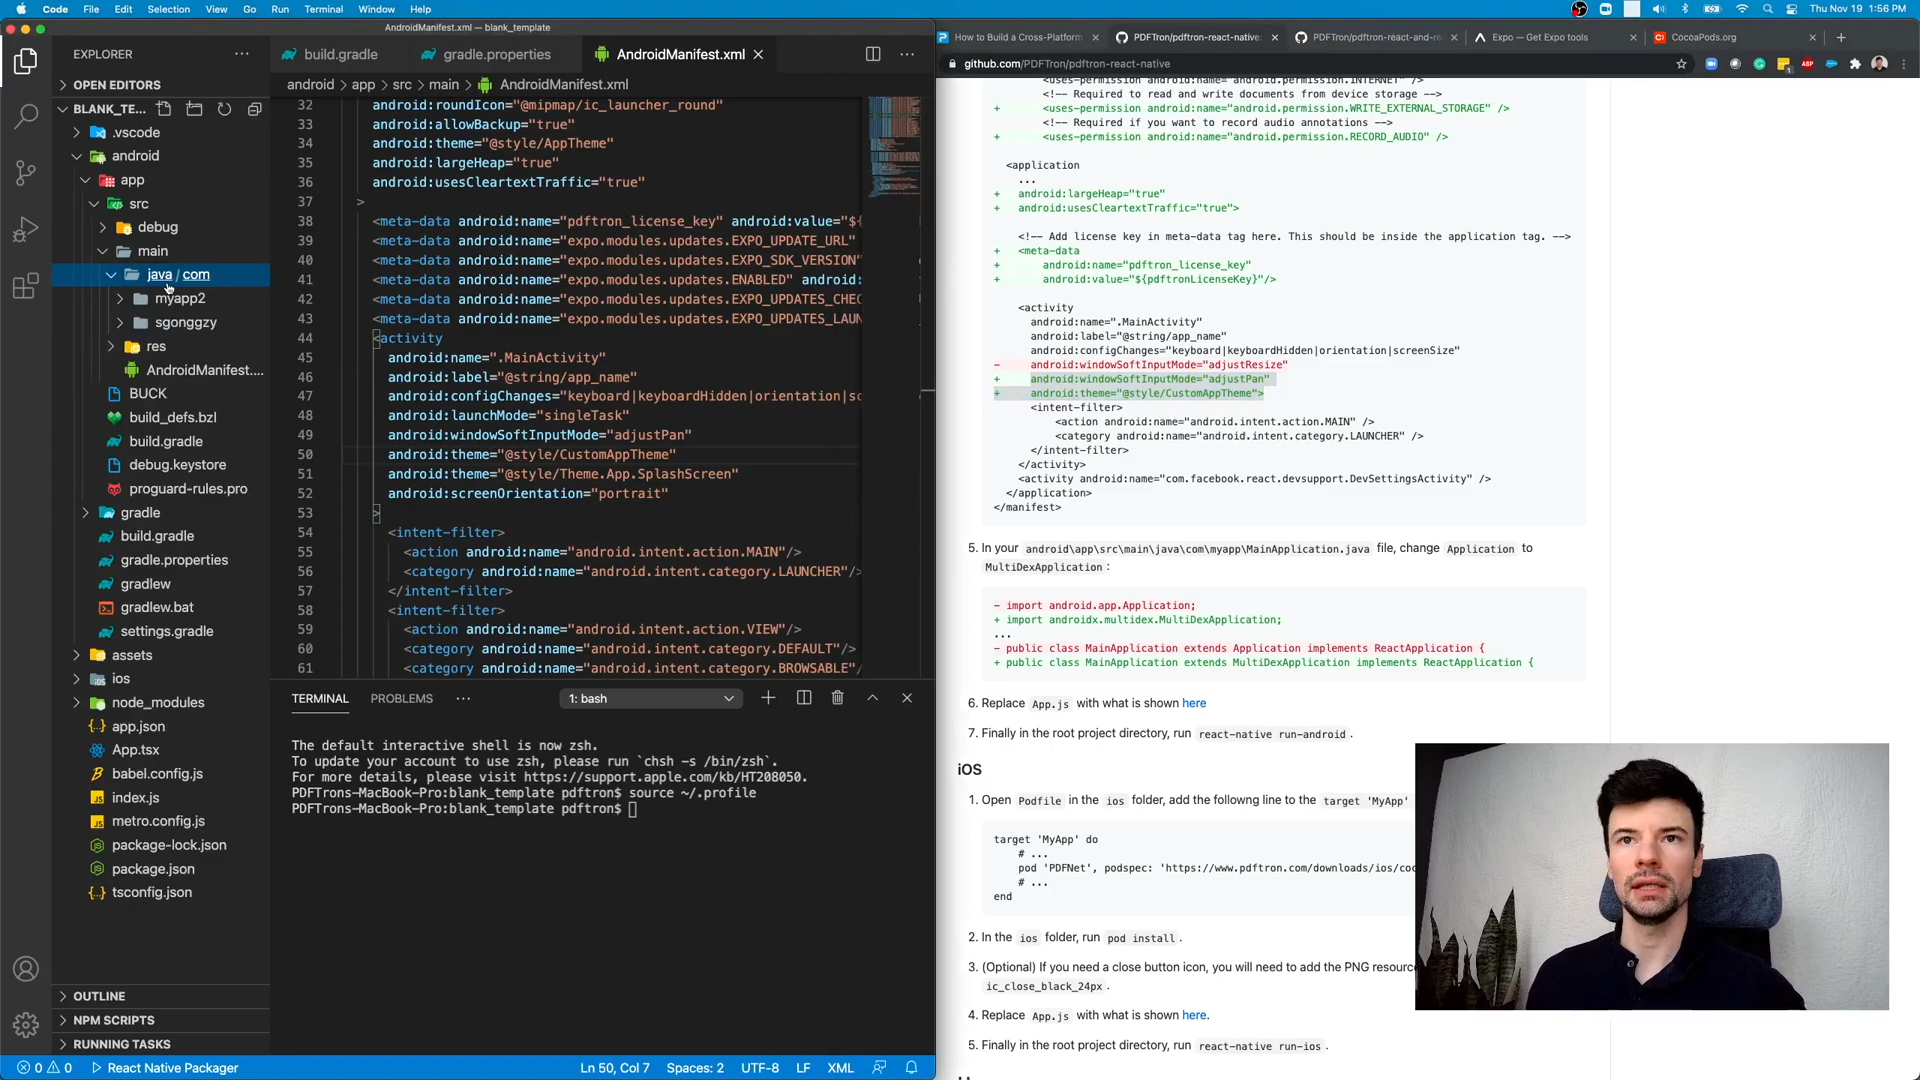 Code File Edit Selection View Go Run Terminal Window Help
Thu Nov 19 1:56 PM
AndroidManifest.xml — blank_template
EXPLORER
OPEN EDITORS
BLANK_TE...
.vscode
android
app
src
debug
main
java / com
myapp2
sgonggzy
res
AndroidManifest....
BUCK
build_defs.bzl
build.gradle
debug.keystore
proguard-rules.pro
gradle
build.gradle
gradle.properties
gradlew
gradlew.bat
settings.gradle
assets
ios
node_modules
app.json
App.tsx
babel.config.js
index.js
metro.config.js
package-lock.json
package.json
tsconfig.json
OUTLINE
NPM SCRIPTS
RUNNING TASKS
build.gradle gradle.properties AndroidManifest.xml
android > app > src > main > AndroidManifest.xml
32 android:roundIcon="@mipmap/ic_launcher_round"
33 android:allowBackup="true"
34 android:theme="@style/AppTheme"
35 android:largeHeap="true"
36 android:usesCleartextTraffic="true"
37 >
38 <meta-data android:name="pdftron_license_key" android:value="${
39 <meta-data android:name="expo.modules.updates.EXPO_UPDATE_URL"
40 <meta-data android:name="expo.modules.updates.EXPO_SDK_VERSION"
41 <meta-data android:name="expo.modules.updates.ENABLED" android:
42 <meta-data android:name="expo.modules.updates.EXPO_UPDATES_CHEC
43 <meta-data android:name="expo.modules.updates.EXPO_UPDATES_LAUN
44 <activity
45 android:name=".MainActivity"
46 android:label="@string/app_name"
47 android:configChanges="keyboard|keyboardHidden|orientation|sc
48 android:launchMode="singleTask"
49 android:windowSoftInputMode="adjustPan"
50 android:theme="@style/CustomAppTheme"
51 android:theme="@style/Theme.App.SplashScreen"
52 android:screenOrientation="portrait"
53 >
54 <intent-filter>
55 <action android:name="android.intent.action.MAIN"/>
56 <category android:name="android.intent.category.LAUNCHER"/>
57 </intent-filter>
58 <intent-filter>
59 <action android:name="android.intent.action.VIEW"/>
60 <category android:name="android.intent.category.DEFAULT"/>
61 <category android:name="android.intent.category.BROWSABLE"/
TERMINAL PROBLEMS ... 1: bash
The default interactive shell is now zsh.
To update your account to use zsh, please run `chsh -s /bin/zsh`.
For more details, please visit https://support.apple.com/kb/HT208050.
PDFTrons-MacBook-Pro:blank_template pdftron$ source ~/.profile
PDFTrons-MacBook-Pro:blank_template pdftron$
0 0 React Native Packager Ln 50, Col 7 Spaces: 2 UTF-8 LF XML
How to Build a Cross-Platform PDFTron/pdftron-react-native: PDFTron/pdftron-react-and-re Expo — Get Expo tools CocoaPods.org
github.com/PDFTron/pdftron-react-native
<uses-permission android:name="android.permission.INTERNET" />
<!-- Required to read and write documents from device storage -->
+ <uses-permission android:name="android.permission.WRITE_EXTERNAL_STORAGE" />
<!-- Required if you want to record audio annotations -->
+ <uses-permission android:name="android.permission.RECORD_AUDIO" />
<application
...
+ android:largeHeap="true"
+ android:usesCleartextTraffic="true">
<!-- Add license key in meta-data tag here. This should be inside the application tag. -->
+ <meta-data
+ android:name="pdftron_license_key"
+ android:value="${pdftronLicenseKey}"/>
<activity
android:name=".MainActivity"
android:label="@string/app_name"
android:configChanges="keyboard|keyboardHidden|orientation|screenSize"
- android:windowSoftInputMode="adjustResize"
+ android:windowSoftInputMode="adjustPan"
+ android:theme="@style/CustomAppTheme">
<intent-filter>
<action android:name="android.intent.action.MAIN" />
<category android:name="android.intent.category.LAUNCHER" />
</intent-filter>
</activity>
<activity android:name="com.facebook.react.devsupport.DevSettingsActivity" />
</application>
</manifest>
5. In your android\app\src\main\java\com\myapp\MainApplication.java file, change Application to
MultiDexApplication :
- import android.app.Application;
+ import androidx.multidex.MultiDexApplication;
...
- public class MainApplication extends Application implements ReactApplication {
+ public class MainApplication extends MultiDexApplication implements ReactApplication {
6. Replace App.js with what is shown here
7. Finally in the root project directory, run react-native run-android .
iOS
1. Open Podfile in the ios folder, add the followng line to the target 'MyApp'
target 'MyApp' do
# ...
pod 'PDFNet', podspec: 'https://www.pdftron.com/downloads/ios/coc
# ...
end
2. In the ios folder, run pod install .
3. (Optional) If you need a close button icon, you will need to add the PNG resourc
ic_close_black_24px .
4. Replace App.js with what is shown here.
5. Finally in the root project directory, run react-native run-ios .